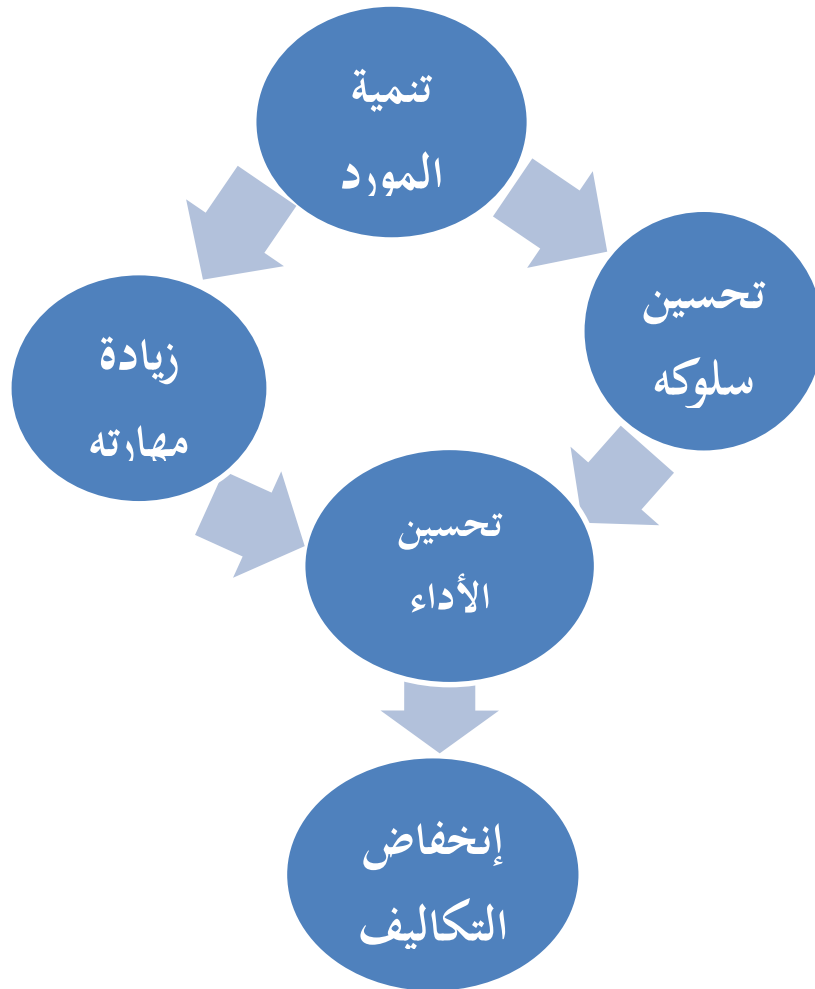 تنمية
المورد
تحسين
سلوكه
زيادة
مهارته
تحسين
الأداء
إنخفاض
التكاليف